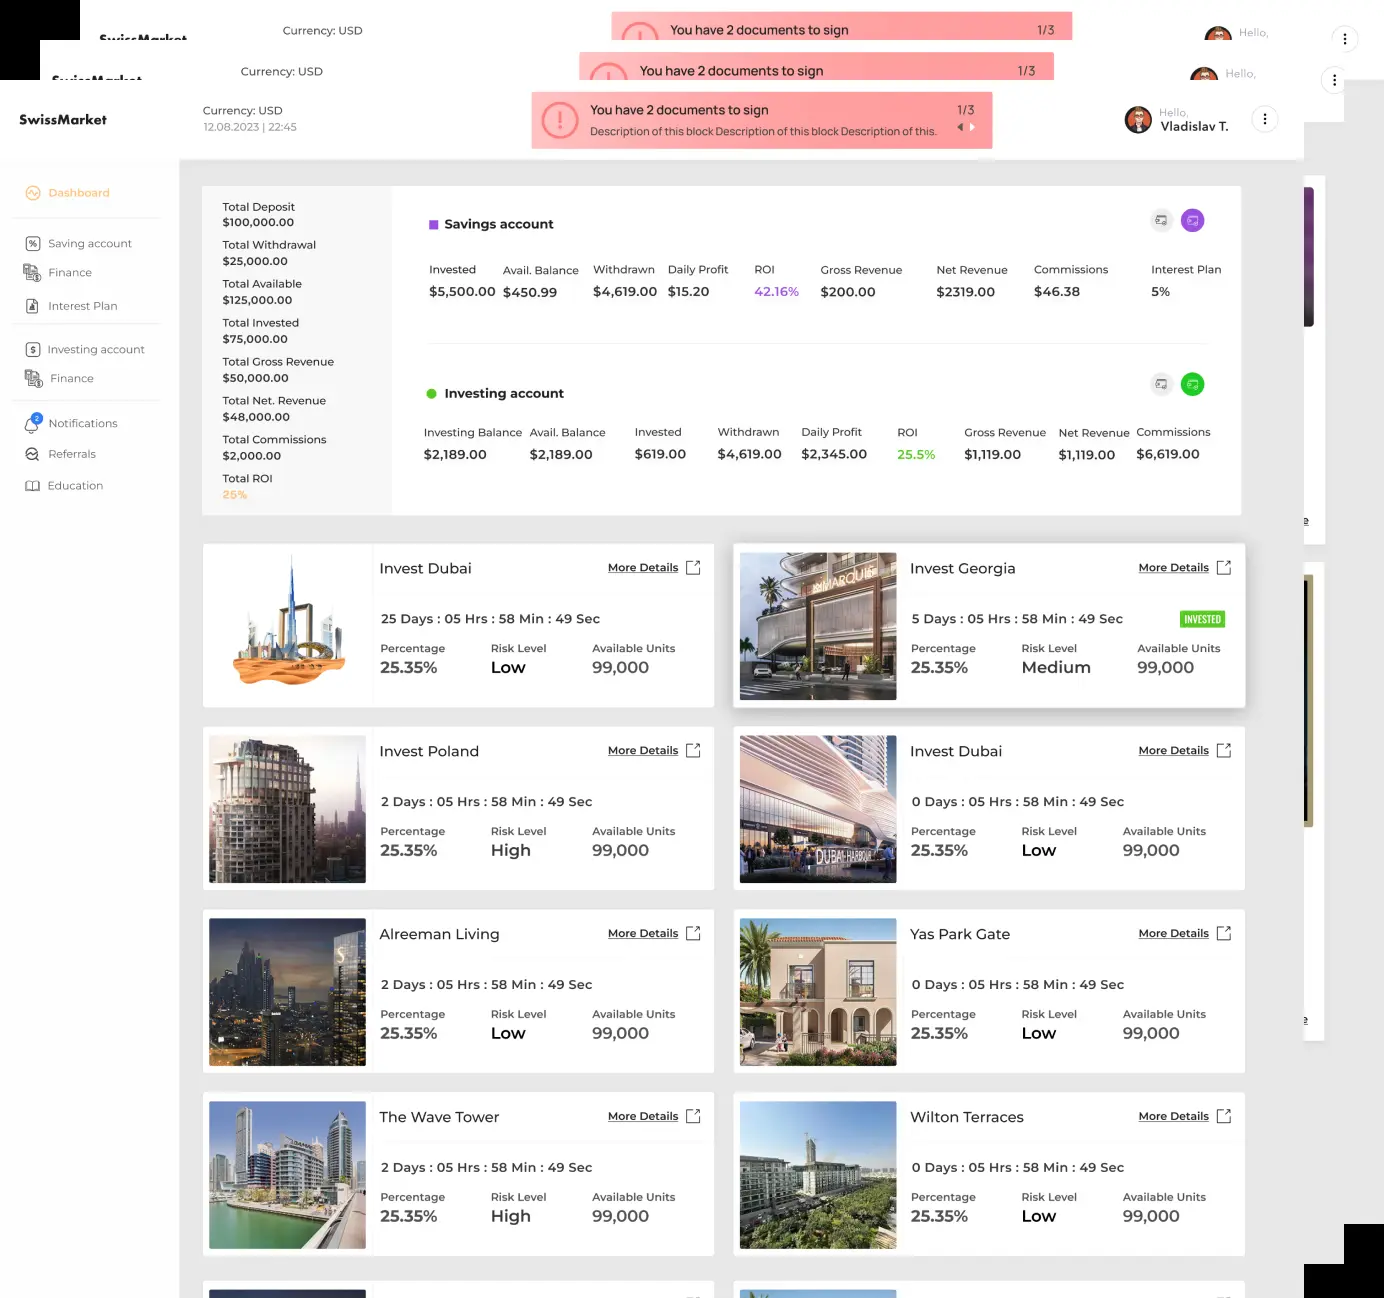 SwissMarket
Currency: USD
You have 2 documents to sign
1/3
Hello,
SwissMarket
Currency: USD
You have 2 documents to sign
1/3
Hello,
SwissMarket
Currency: USD
12.08.2023 | 22:45
You have 2 documents to sign
1/3
Description of this block Description of this block Description of this.
Hello,
Vladislav T.
Dashboard
Saving account
Finance
Interest Plan
Investing account
Finance
2
Notifications
Referrals
Education
Total Deposit
$100,000.00
Total Withdrawal
$25,000.00
Total Available
$125,000.00
Total Invested
$75,000.00
Total Gross Revenue
$50,000.00
Total Net. Revenue
$48,000.00
Total Commissions
$2,000.00
Total ROI
25%
Savings account
Invested Avail. Balance Withdrawn Daily Profit ROI Gross Revenue Net Revenue Commissions Interest Plan
$5,500.00 $450.99 $4,619.00 $15.20 42.16% $200.00 $2319.00 $46.38 5%
Investing account
Investing Balance Avail. Balance Invested Withdrawn Daily Profit ROI Gross Revenue Net Revenue Commissions
$2,189.00 $2,189.00 $619.00 $4,619.00 $2,345.00 25.5% $1,119.00 $1,119.00 $6,619.00
Invest Dubai More Details
25 Days : 05 Hrs : 58 Min : 49 Sec
Percentage Risk Level Available Units
25.35% Low 99,000
MARQUIS
Invest Georgia More Details
5 Days : 05 Hrs : 58 Min : 49 Sec INVESTED
Percentage Risk Level Available Units
25.35% Medium 99,000
Invest Poland More Details
2 Days : 05 Hrs : 58 Min : 49 Sec
Percentage Risk Level Available Units
25.35% High 99,000
DUBAI HARBOUR
Invest Dubai More Details
0 Days : 05 Hrs : 58 Min : 49 Sec
Percentage Risk Level Available Units
25.35% Low 99,000
Alreeman Living More Details
2 Days : 05 Hrs : 58 Min : 49 Sec
Percentage Risk Level Available Units
25.35% Low 99,000
Yas Park Gate More Details
0 Days : 05 Hrs : 58 Min : 49 Sec
Percentage Risk Level Available Units
25.35% Low 99,000
The Wave Tower More Details
2 Days : 05 Hrs : 58 Min : 49 Sec
Percentage Risk Level Available Units
25.35% High 99,000
Wilton Terraces More Details
0 Days : 05 Hrs : 58 Min : 49 Sec
Percentage Risk Level Available Units
25.35% Low 99,000